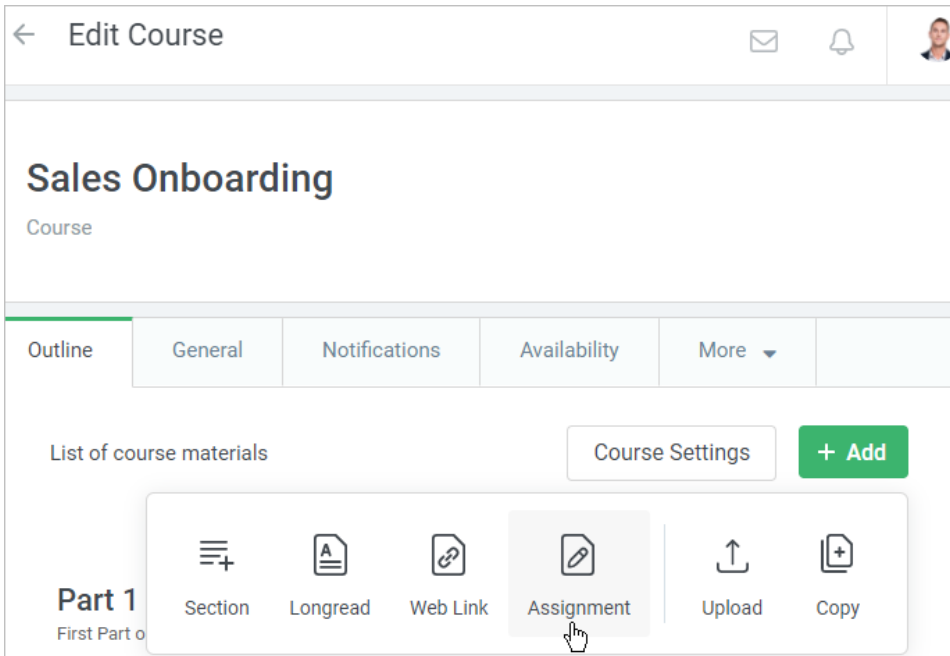 Edit Course
Sales Onboarding
Course
Outline General Notifications Availability More
List of course materials Course Settings + Add
Section Longread Web Link Assignment Upload Copy
Part 1
First Part o